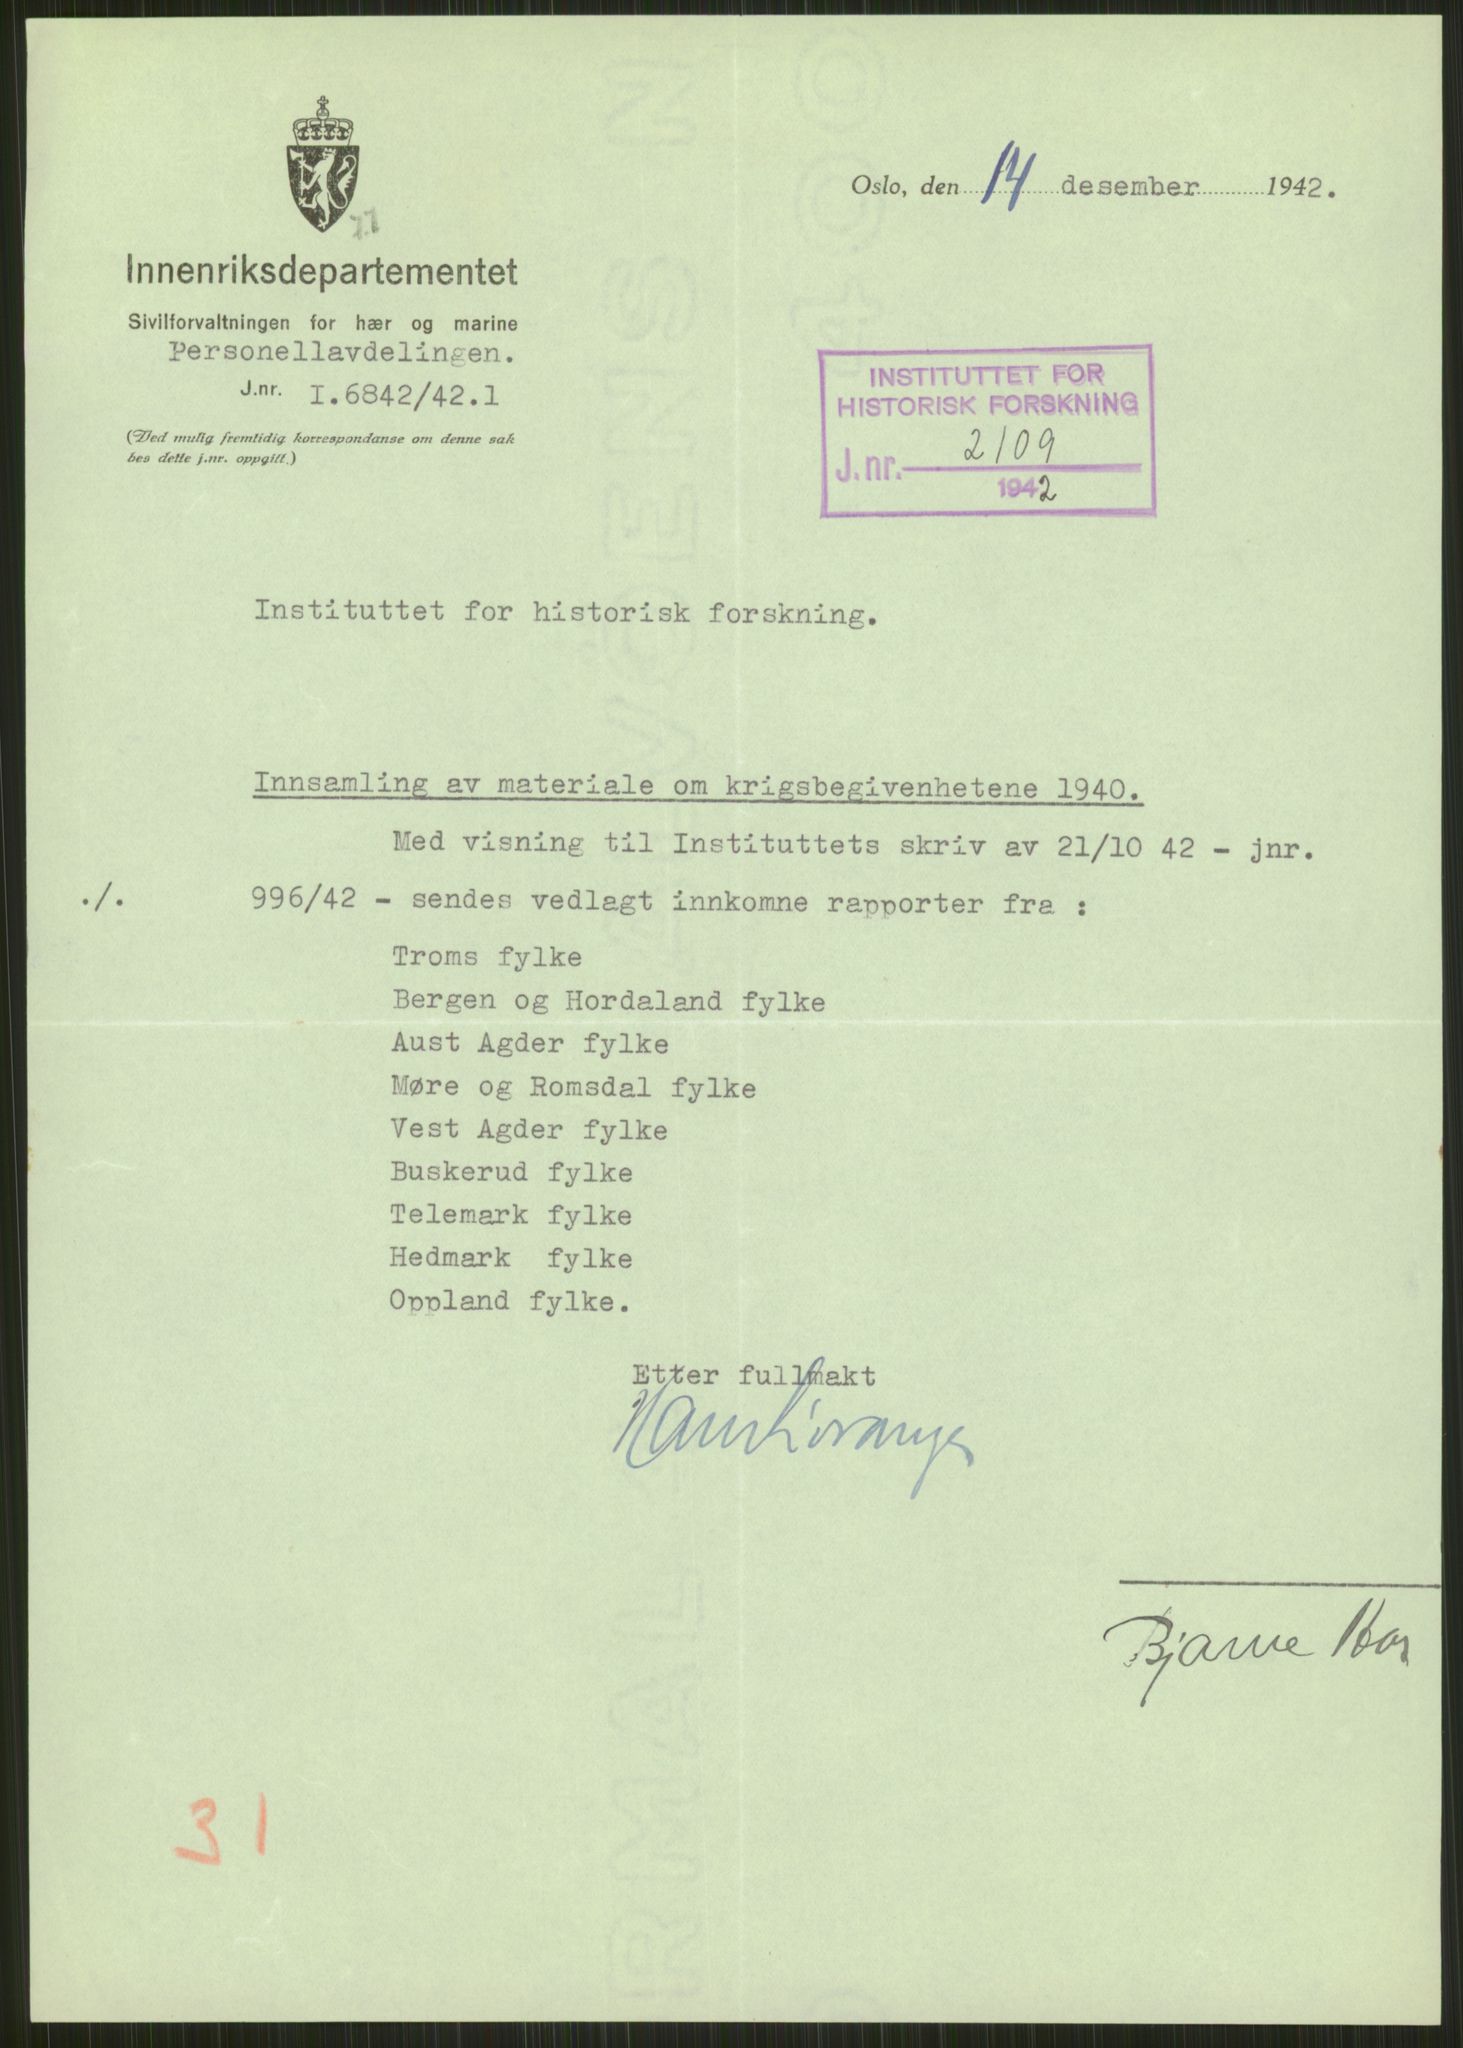 Oslo, den 14 desember 1942.
Innenriksdepartementet
Sivilforvaltningen for hær og marine
Personellavdelingen.
J.nr. I.6842/42.1
(Ved mulig fremtidig korrespondanse om denne sak
bes dette j.nr. oppgitt.)
INSTITUTTET FOR
HISTORISK FORSKNING
J.nr. 2109
1942
Instituttet for historisk forskning.
Innsamling av materiale om krigsbegivenhetene 1940.
Med visning til Instituttets skriv av 21/10 42 - jnr.
./. 996/42 - sendes vedlagt innkomne rapporter fra :
Troms fylke
Bergen og Hordaland fylke
Aust Agder fylke
Møre og Romsdal fylke
Vest Agder fylke
Buskerud fylke
Telemark fylke
Hedmark fylke
Oppland fylke.
Etter fullmakt
Bjarne
31